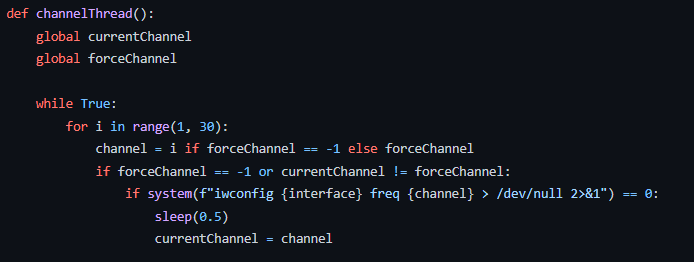 def channelThread():
    global currentChannel
    global forceChannel

    while True:
        for i in range(1, 30):
            channel = i if forceChannel == -1 else forceChannel
            if forceChannel == -1 or currentChannel != forceChannel:
                if system(f"iwconfig {interface} freq {channel} > /dev/null 2>&1") == 0:
                    sleep(0.5)
                    currentChannel = channel